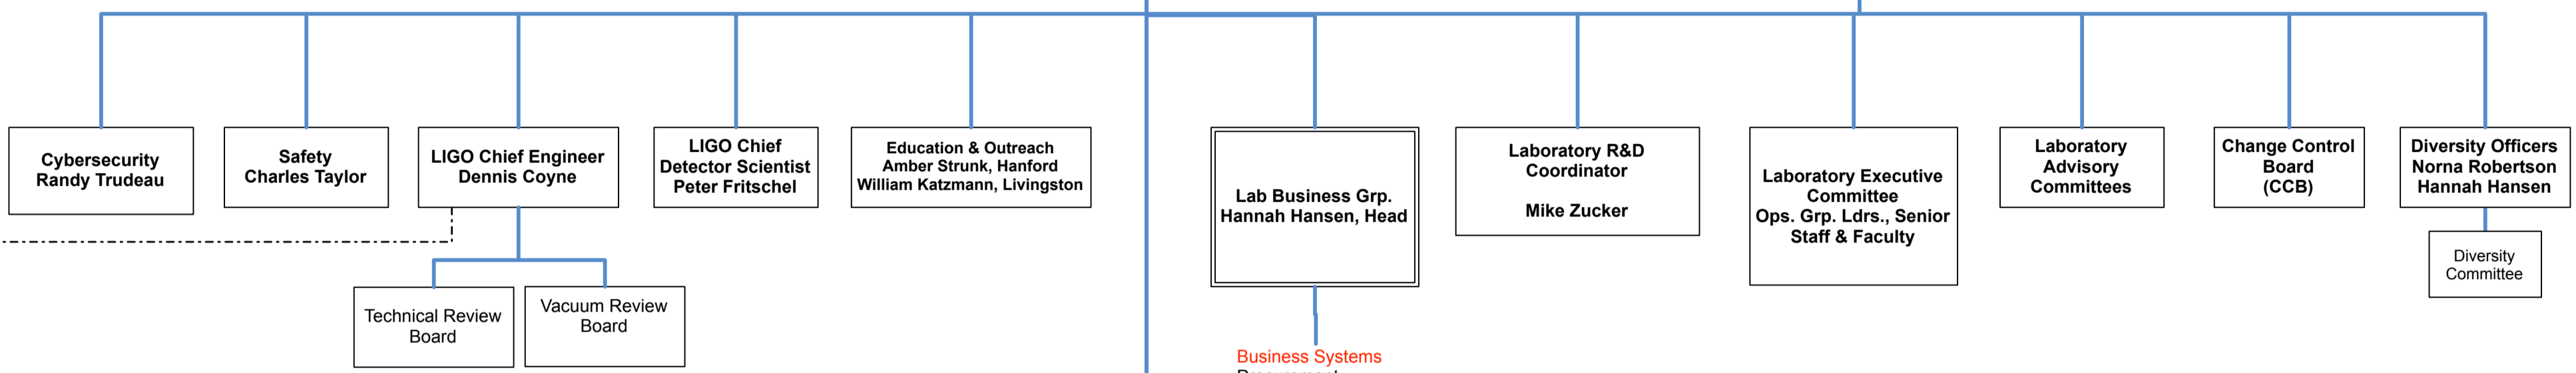 Cybersecurity
Randy Trudeau
Safety
Charles Taylor
LIGO Chief Engineer
Dennis Coyne
LIGO Chief
Detector Scientist
Peter Fritschel
Education & Outreach
Amber Strunk, Hanford
William Katzmann, Livingston
Lab Business Grp.
Hannah Hansen, Head
Laboratory R&D
Coordinator
Mike Zucker
Laboratory Executive
Committee
Ops. Grp. Ldrs., Senior
Staff & Faculty
Laboratory
Advisory
Committees
Change Control
Board
(CCB)
Diversity Officers
Norna Robertson
Hannah Hansen
Diversity
Committee
Technical Review
Board
Vacuum Review
Board
Business Systems